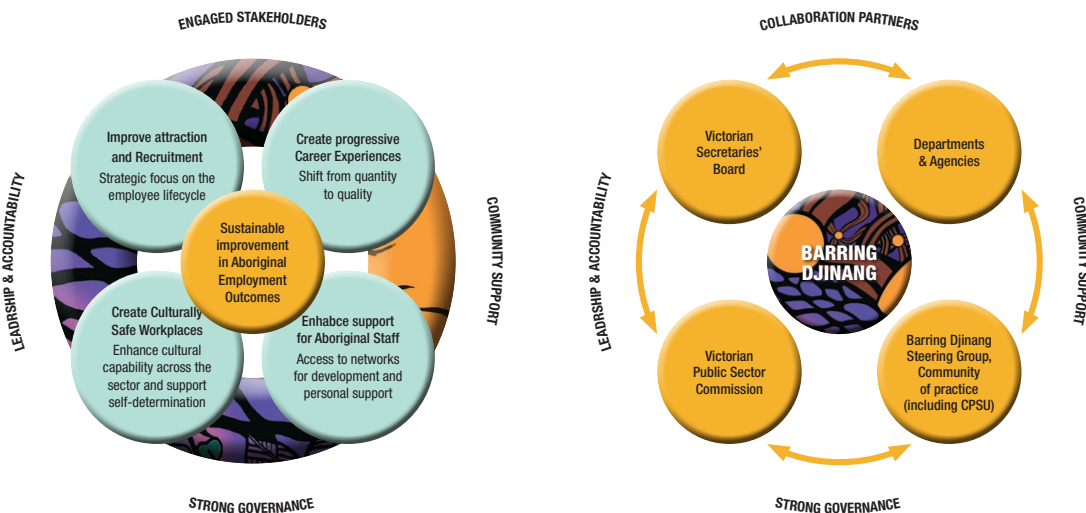 ENGAGED STAKEHOLDERS
LEADRSHIP & ACCOUNTABILITY
Improve attraction
and Recruitment
Strategic focus on the
employee lifecycle
Create progressive
Career Experiences
Shift from quantity
to quality
Sustainable
improvement
in Aboriginal
Employment
Outcomes
Create Culturally
Safe Workplaces
Enhance cultural
capability across the
sector and support
self-determination
Enhabce support
for Aboriginal Staff
Access to networks
for development and
personal support
COMMUNITY SUPPORT
STRONG GOVERNANCE
COLLABORATION PARTNERS
LEADRSHIP & ACCOUNTABILITY
Victorian
Secretaries'
Board
Departments
& Agencies
BARRING
DJINANG
Victorian
Public Sector
Commission
Barring Djinang
Steering Group,
Community
of practice
(including CPSU)
COMMUNITY SUPPORT
STRONG GOVERNANCE